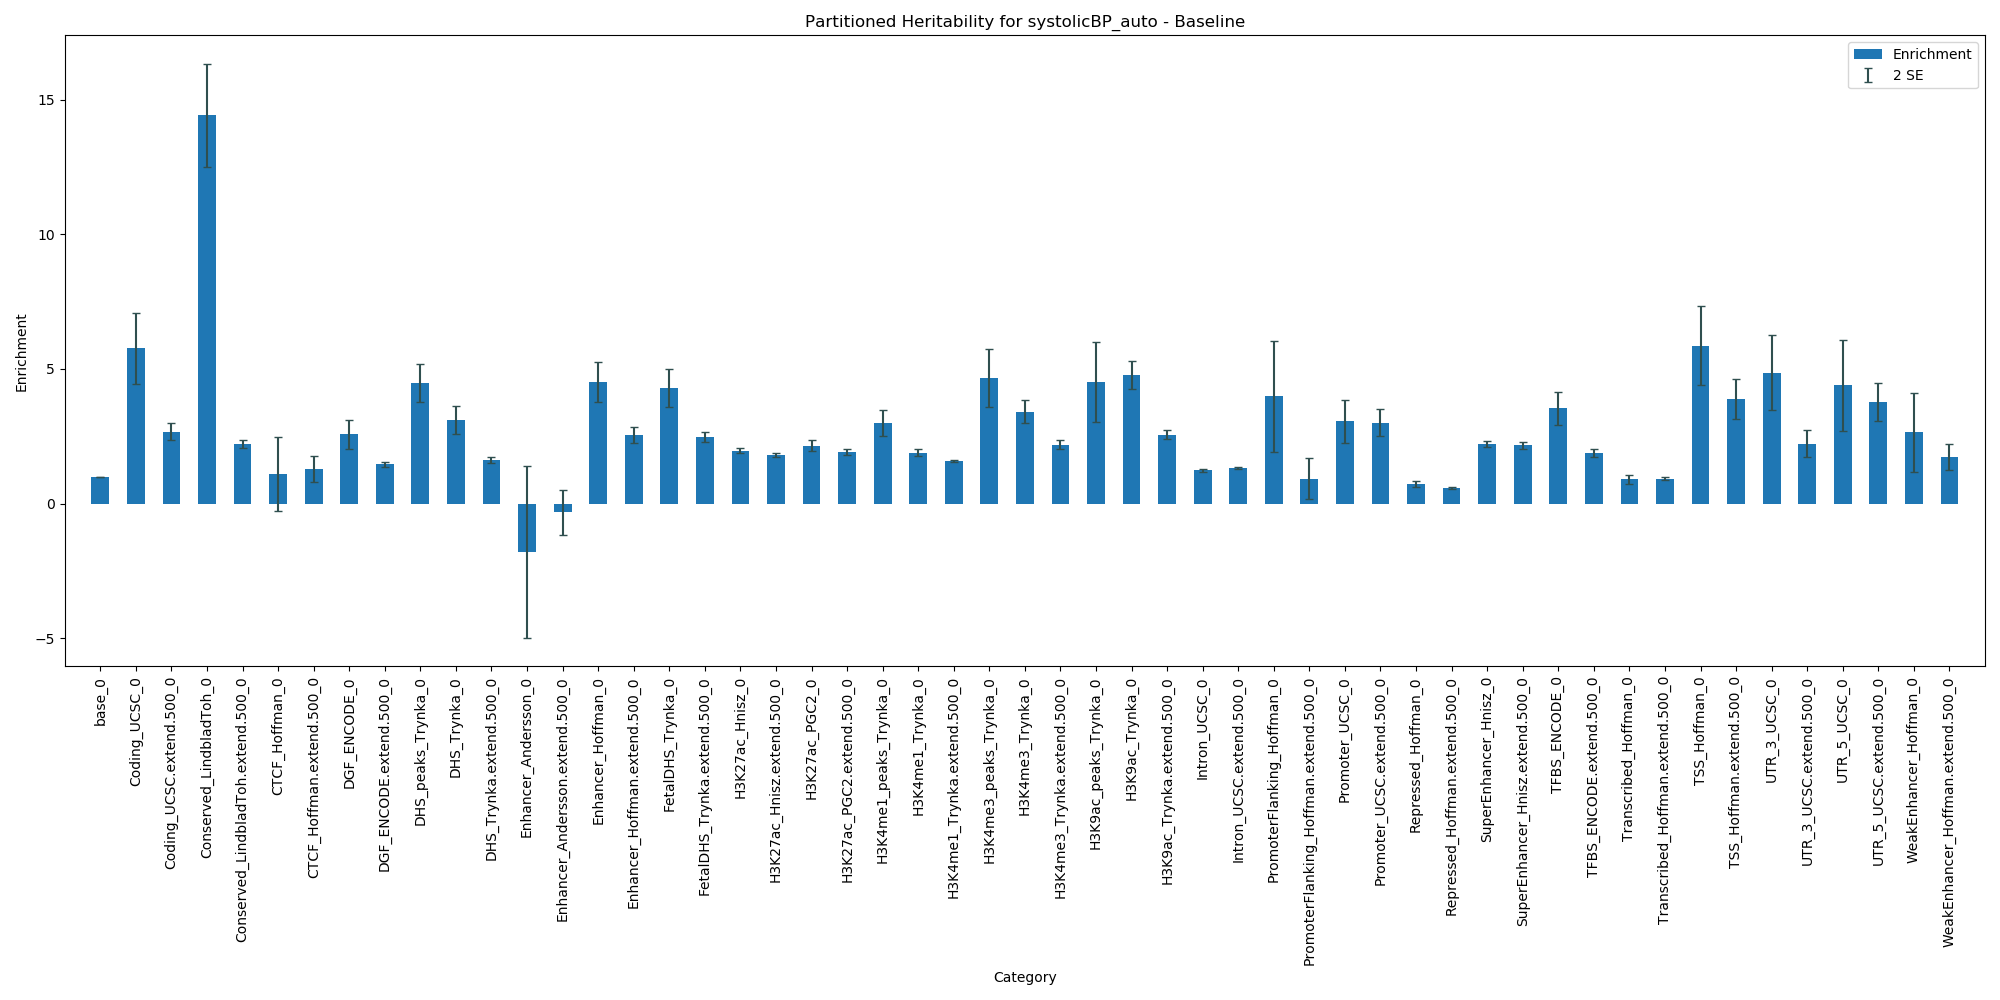 Partitioned Heritability for systolicBP_auto - Baseline
Enrichment
2 SE
Enrichment
15
10
5
0
−5
base_0
Coding_UCSC_0
Coding_UCSC.extend.500_0
Conserved_LindbladToh_0
Conserved_LindbladToh.extend.500_0
CTCF_Hoffman_0
CTCF_Hoffman.extend.500_0
DGF_ENCODE_0
DGF_ENCODE.extend.500_0
DHS_peaks_Trynka_0
DHS_Trynka_0
DHS_Trynka.extend.500_0
Enhancer_Andersson_0
Enhancer_Andersson.extend.500_0
Enhancer_Hoffman_0
Enhancer_Hoffman.extend.500_0
FetalDHS_Trynka_0
FetalDHS_Trynka.extend.500_0
H3K27ac_Hnisz_0
H3K27ac_Hnisz.extend.500_0
H3K27ac_PGC2_0
H3K27ac_PGC2.extend.500_0
H3K4me1_peaks_Trynka_0
H3K4me1_Trynka_0
H3K4me1_Trynka.extend.500_0
H3K4me3_peaks_Trynka_0
H3K4me3_Trynka_0
H3K4me3_Trynka.extend.500_0
H3K9ac_peaks_Trynka_0
H3K9ac_Trynka_0
H3K9ac_Trynka.extend.500_0
Intron_UCSC_0
Intron_UCSC.extend.500_0
PromoterFlanking_Hoffman_0
PromoterFlanking_Hoffman.extend.500_0
Promoter_UCSC_0
Promoter_UCSC.extend.500_0
Repressed_Hoffman_0
Repressed_Hoffman.extend.500_0
SuperEnhancer_Hnisz_0
SuperEnhancer_Hnisz.extend.500_0
TFBS_ENCODE_0
TFBS_ENCODE.extend.500_0
Transcribed_Hoffman_0
Transcribed_Hoffman.extend.500_0
TSS_Hoffman_0
TSS_Hoffman.extend.500_0
UTR_3_UCSC_0
UTR_3_UCSC.extend.500_0
UTR_5_UCSC_0
UTR_5_UCSC.extend.500_0
WeakEnhancer_Hoffman_0
WeakEnhancer_Hoffman.extend.500_0
Category